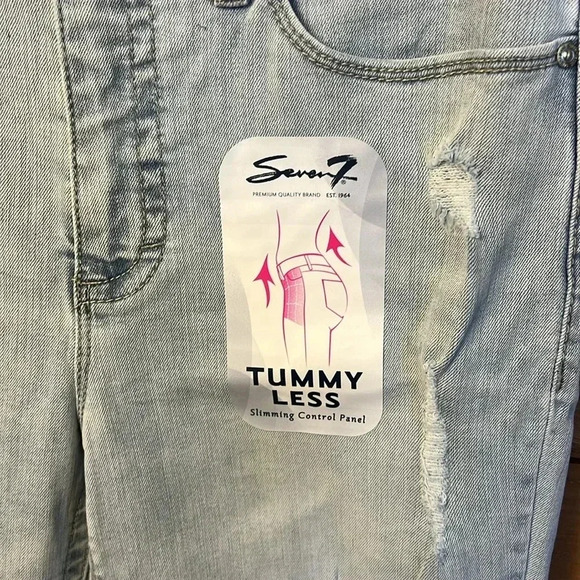 Seven7®
PREMIUM QUALITY BRAND EST. 1964
TUMMY
LESS
Slimming Control Panel